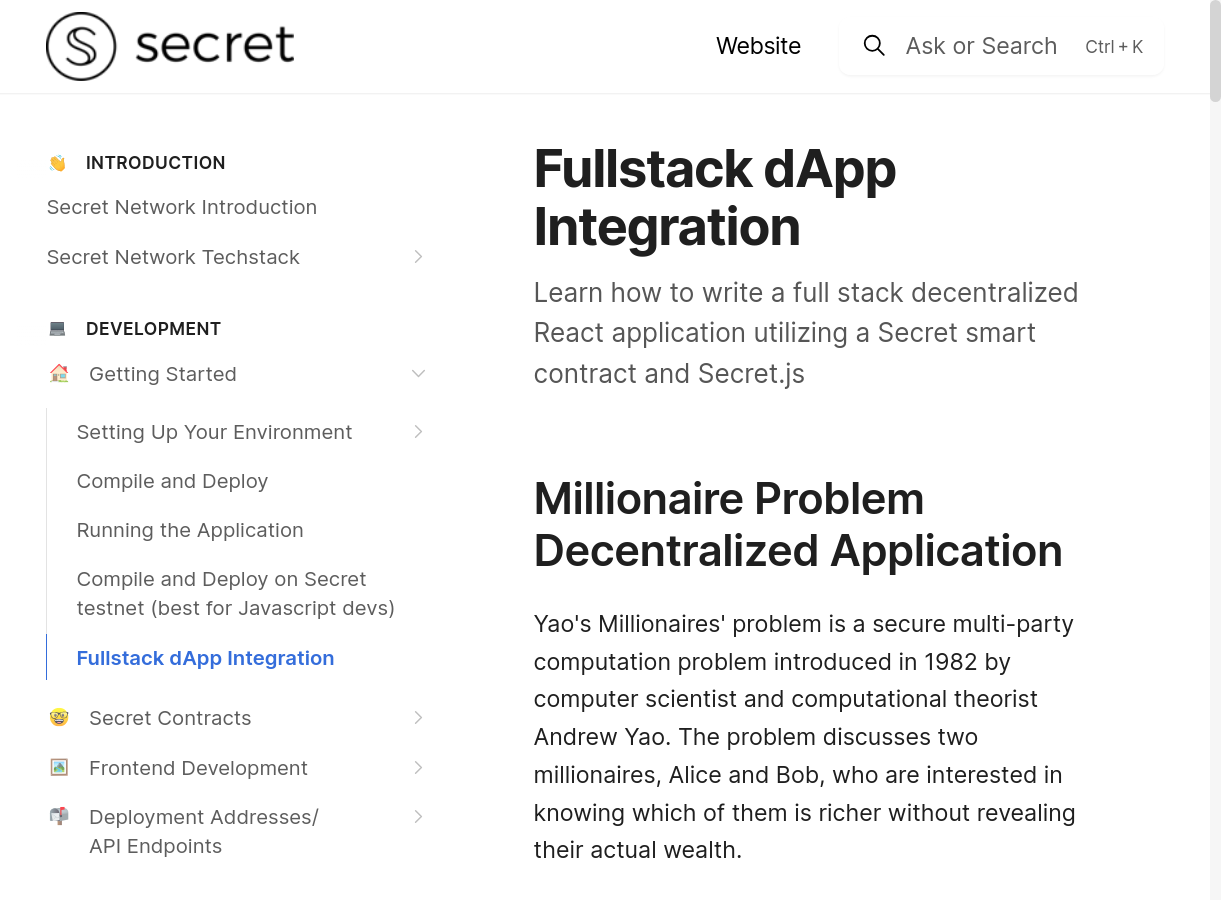 secret
Website
Ask or Search
Ctrl + K
INTRODUCTION
Secret Network Introduction
Secret Network Techstack
DEVELOPMENT
Getting Started
Setting Up Your Environment
Compile and Deploy
Running the Application
Compile and Deploy on Secret
testnet (best for Javascript devs)
Fullstack dApp Integration
Secret Contracts
Frontend Development
Deployment Addresses/
API Endpoints
Fullstack dApp
Integration
Learn how to write a full stack decentralized
React application utilizing a Secret smart
contract and Secret.js
Millionaire Problem
Decentralized Application
Yao's Millionaires' problem is a secure multi-party
computation problem introduced in 1982 by
computer scientist and computational theorist
Andrew Yao. The problem discusses two
millionaires, Alice and Bob, who are interested in
knowing which of them is richer without revealing
their actual wealth.